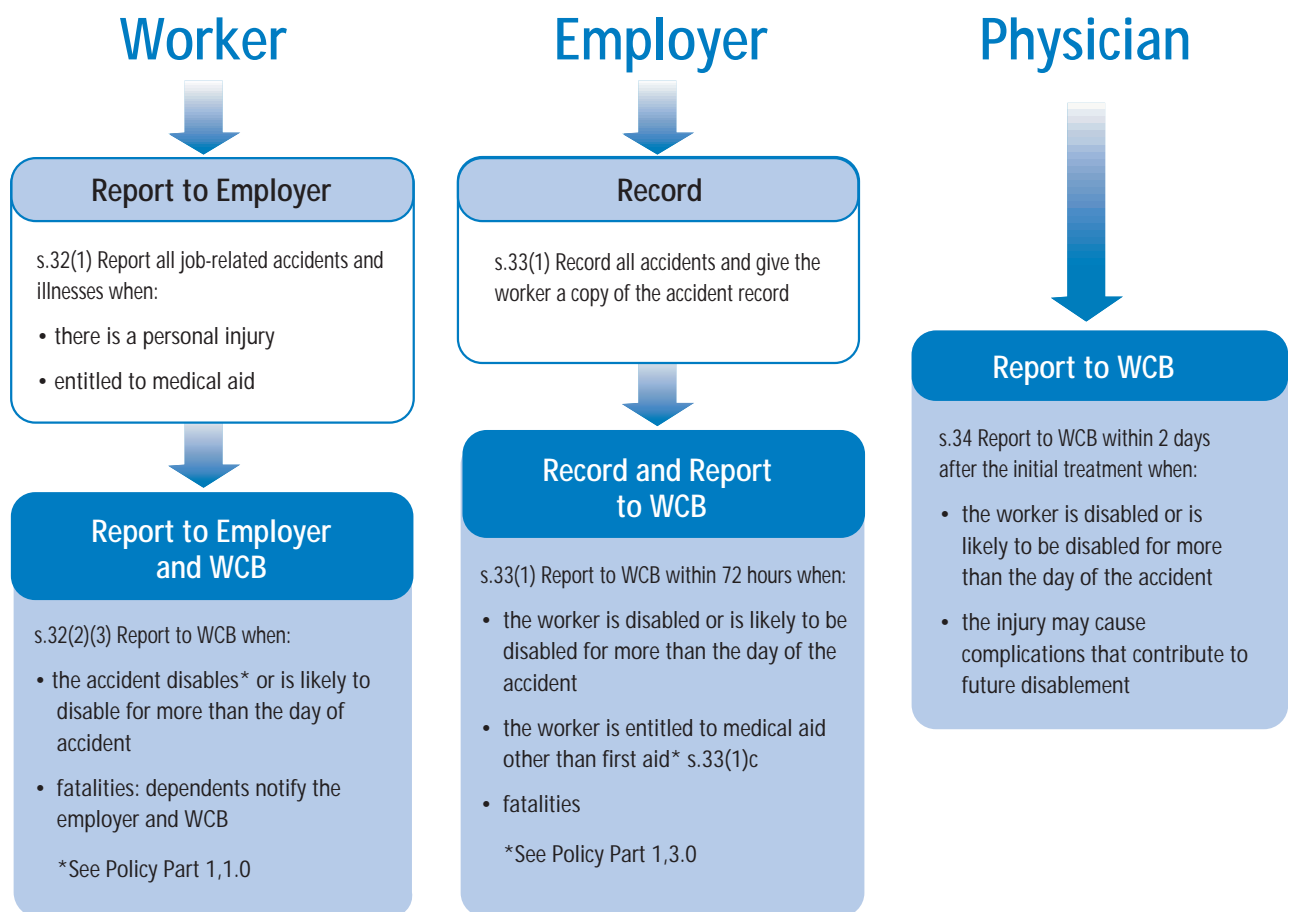 Worker
Report to Employer
s.32(1) Report all job-related accidents and
illnesses when:
• there is a personal injury
• entitled to medical aid
Report to Employer
and WCB
s.32(2)(3) Report to WCB when:
• the accident disables* or is likely to
disable for more than the day of
accident
• fatalities: dependents notify the
employer and WCB
*See Policy Part 1,1.0
Employer
Record
s.33(1) Record all accidents and give the
worker a copy of the accident record
Record and Report
to WCB
s.33(1) Report to WCB within 72 hours when:
• the worker is disabled or is likely to be
disabled for more than the day of the
accident
• the worker is entitled to medical aid
other than first aid* s.33(1)c
• fatalities
*See Policy Part 1,3.0
Physician
Report to WCB
s.34 Report to WCB within 2 days
after the initial treatment when:
• the worker is disabled or is
likely to be disabled for more
than the day of the accident
• the injury may cause
complications that contribute to
future disablement